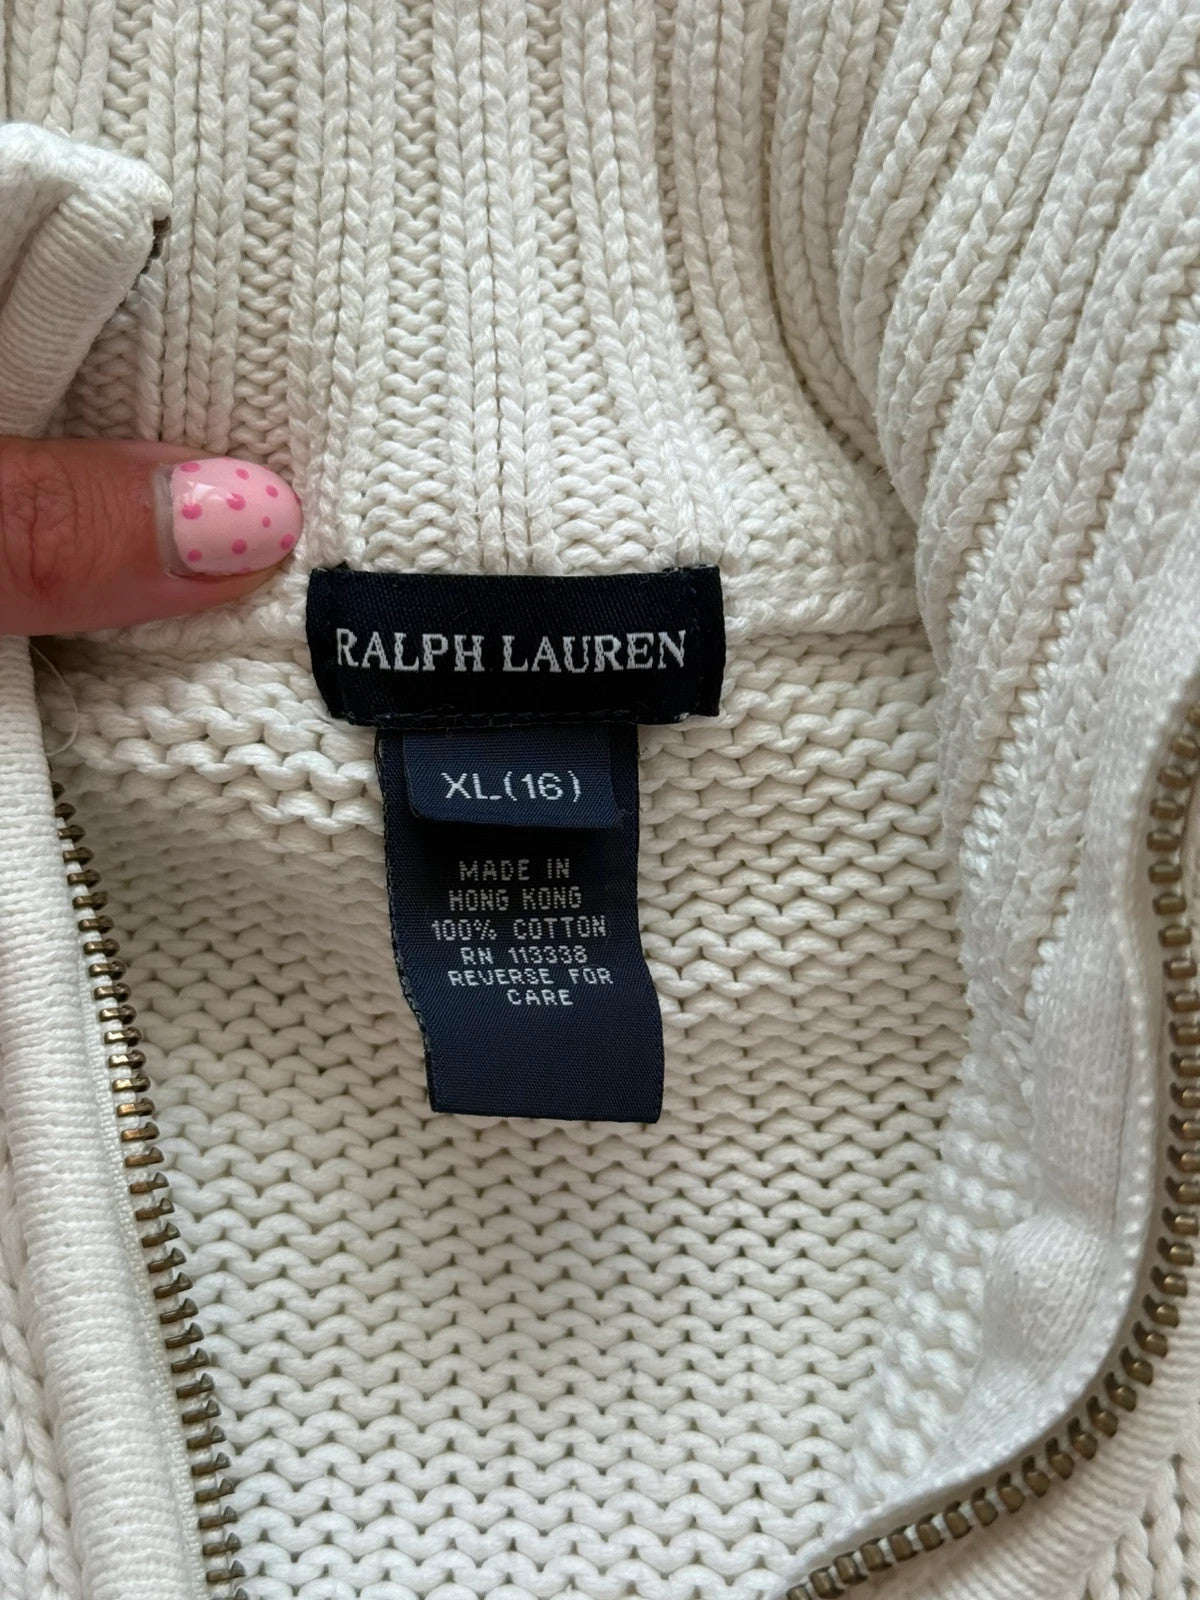 RALPH LAUREN
XL(16)
MADE IN
HONG KONG
100% COTTON
RN 113338
REVERSE FOR
CARE